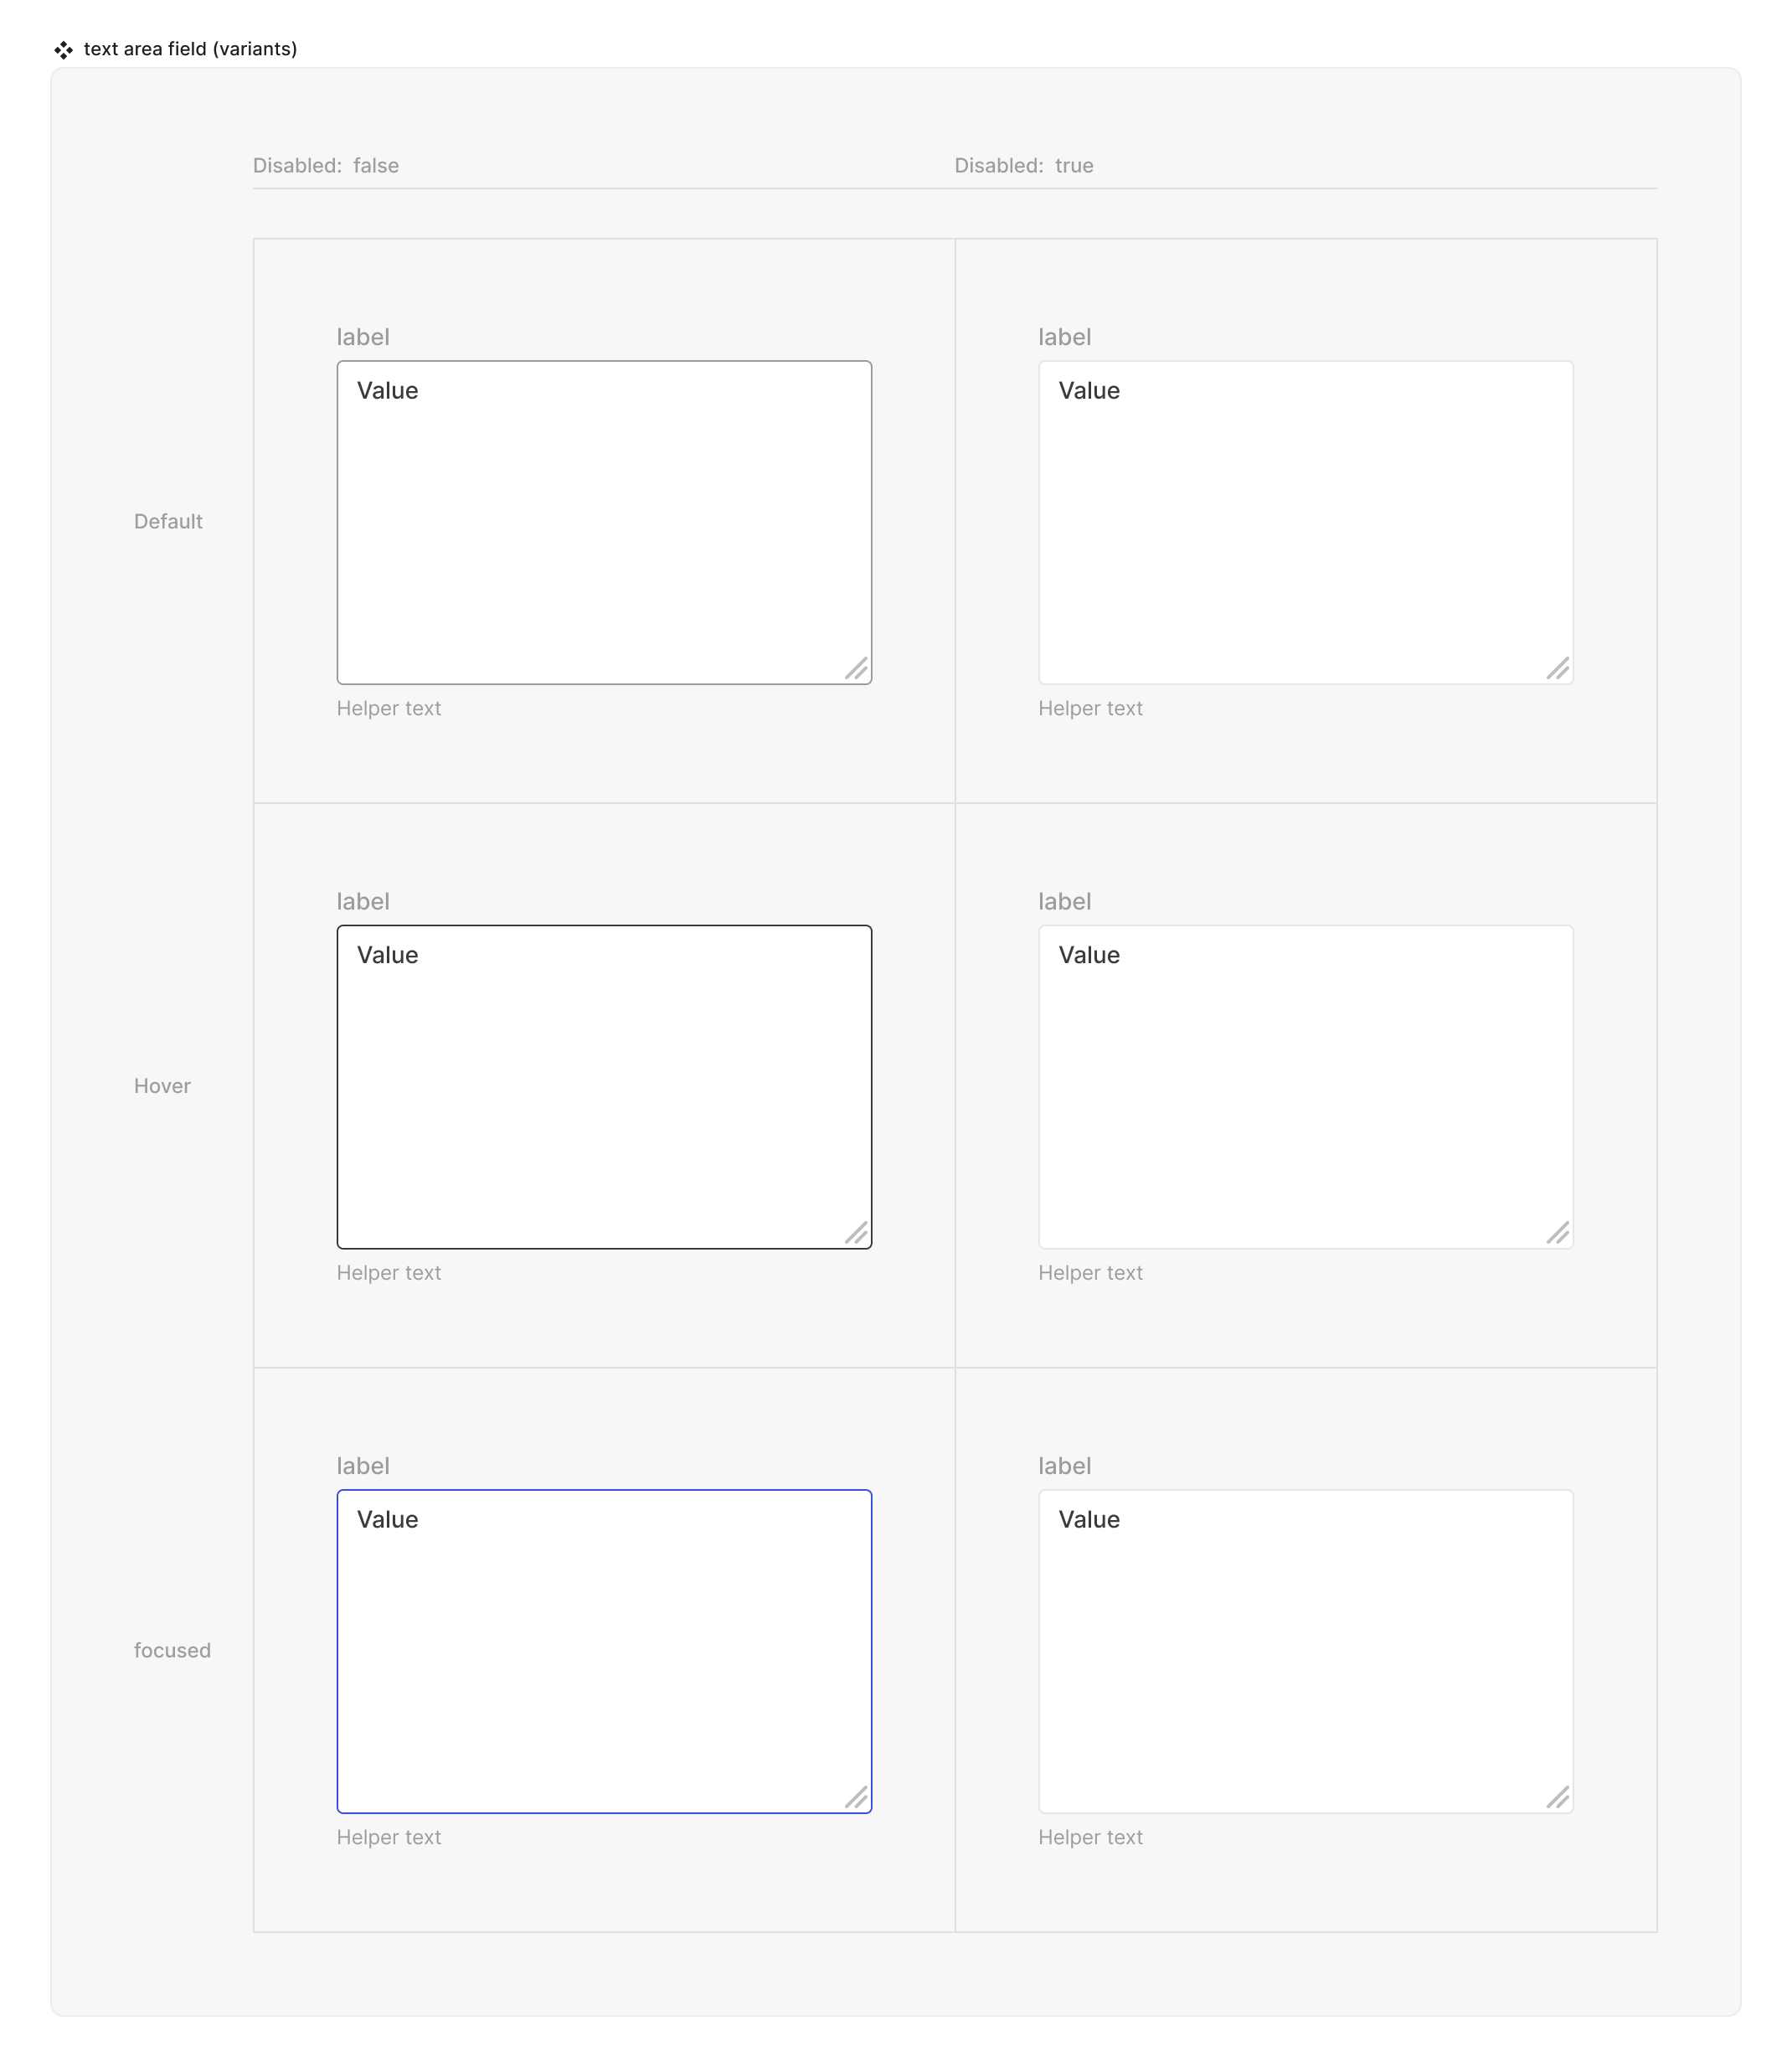 text area field (variants)
Disabled: false
Disabled: true
label
Value
Helper text
label
Value
Helper text
Default
label
Value
Helper text
label
Value
Helper text
Hover
label
Value
Helper text
label
Value
Helper text
focused